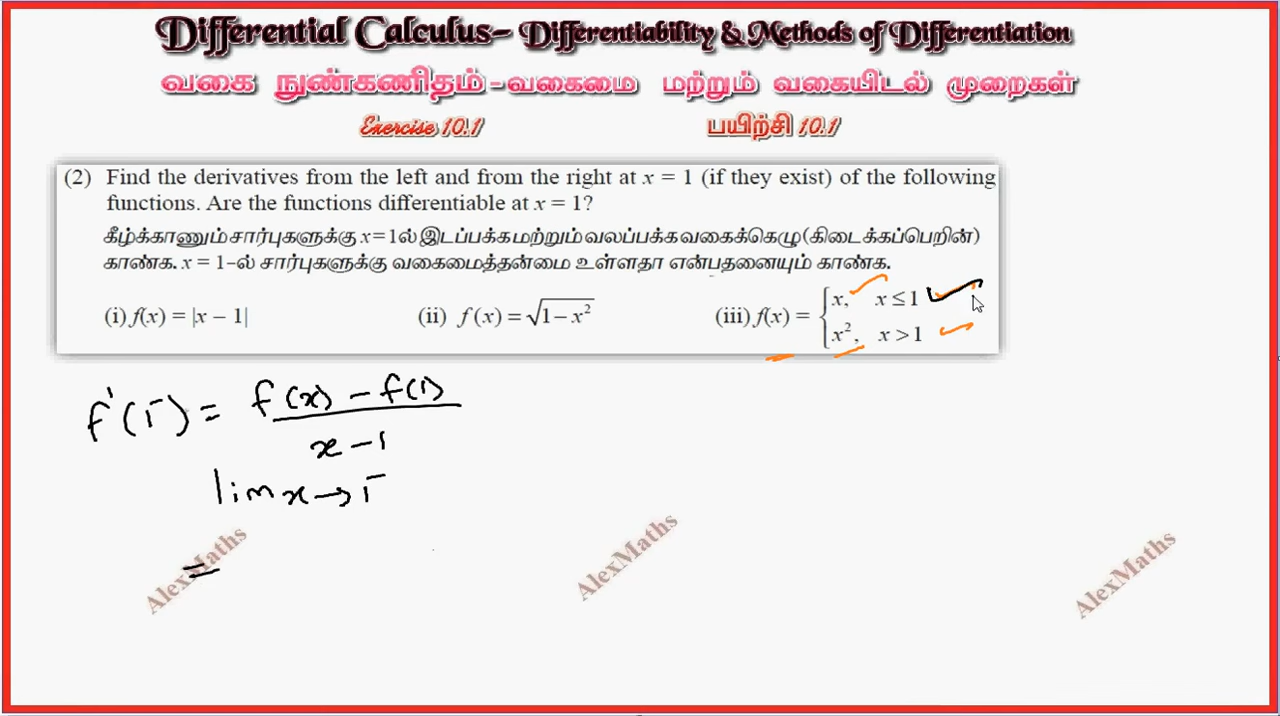 Differential Calculus- Differentiability & Methods of Differentiation
வகை நுண்கணிதம் - வகைமை மற்றும் வகையிடல் முறைகள்
Exercise 10.1 பயிற்சி 10.1
(2) Find the derivatives from the left and from the right at x = 1 (if they exist) of the following
functions. Are the functions differentiable at x = 1?
கீழ்க்காணும் சார்புகளுக்கு x=1ல் இடப்பக்க மற்றும் வலப்பக்க வகைக்கெழு (கிடைக்கப்பெறின்)
காண்க. x = 1-ல் சார்புகளுக்கு வகைமைத்தன்மை உள்ளதா என்பதனையும் காண்க.
(i) f(x) = |x − 1| (ii) f(x) = √(1 − x²) (iii) f(x) = { x, x ≤ 1
x², x > 1
f'(1⁻) = f(x) − f(1)
x − 1
lim x → 1⁻
=
AlexMaths AlexMaths AlexMaths